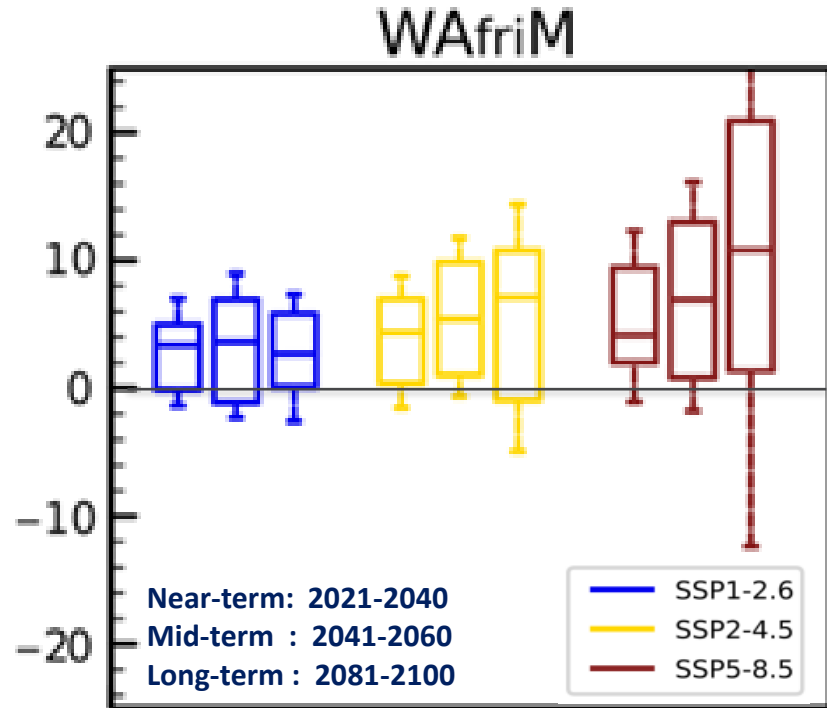 WAfriM
20
10
0
−10
−20
Near-term: 2021-2040
Mid-term : 2041-2060
Long-term : 2081-2100
SSP1-2.6
SSP2-4.5
SSP5-8.5